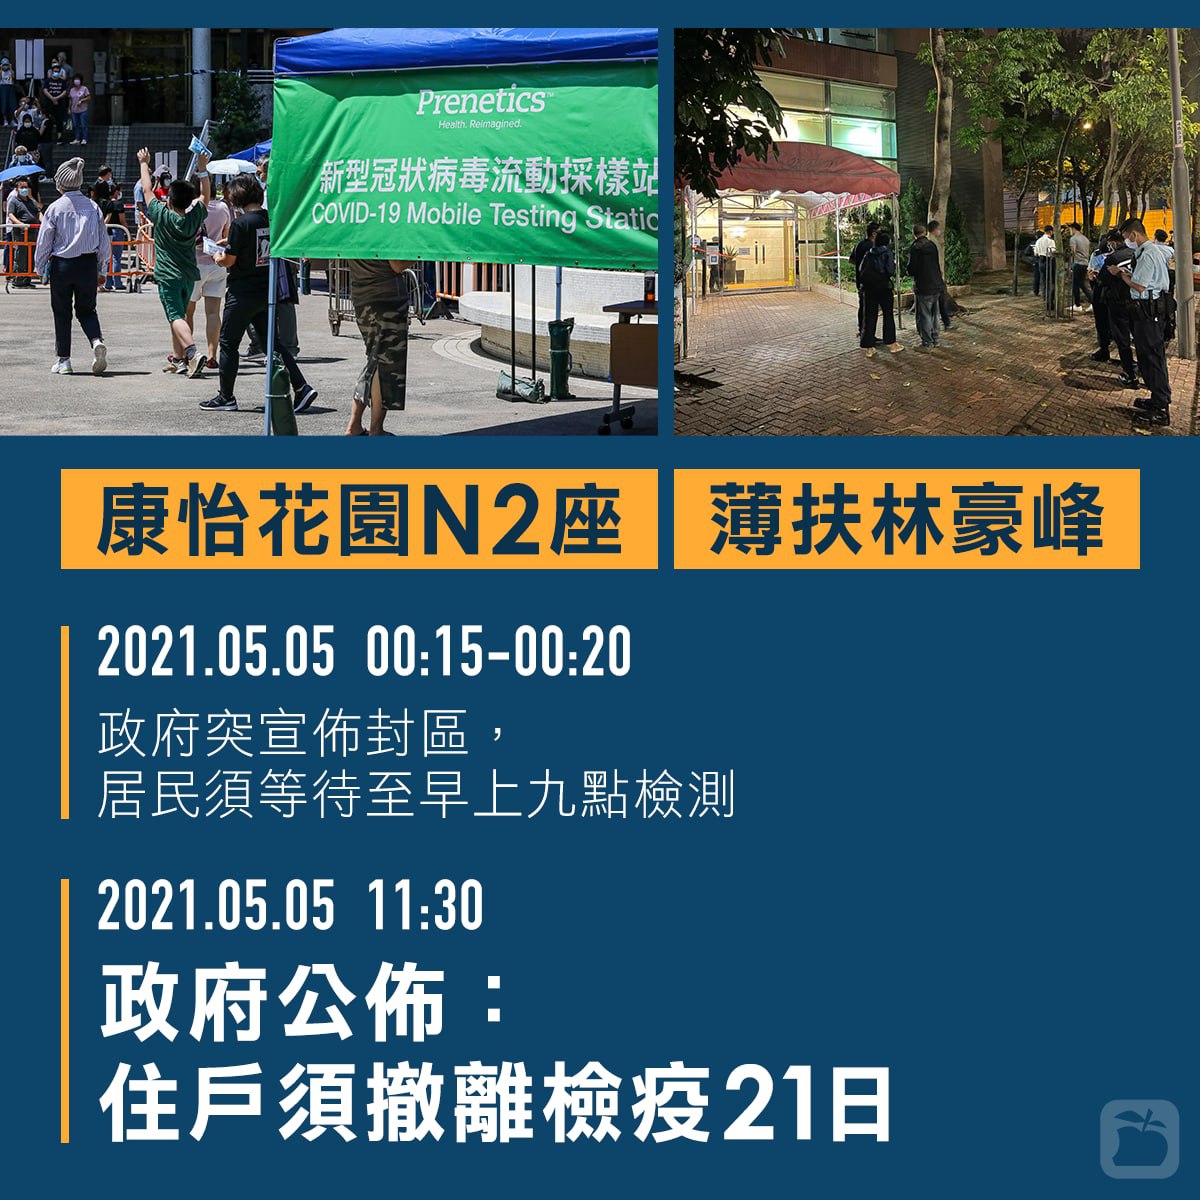 Prenetics™
Health. Reimagined.
新型冠狀病毒流動採樣站
COVID-19 Mobile Testing Static
康怡花園N2座
薄扶林豪峰
2021.05.05 00:15-00:20
政府突宣佈封區，
居民須等待至早上九點檢測
2021.05.05 11:30
政府公佈：
住戶須撤離檢疫21日